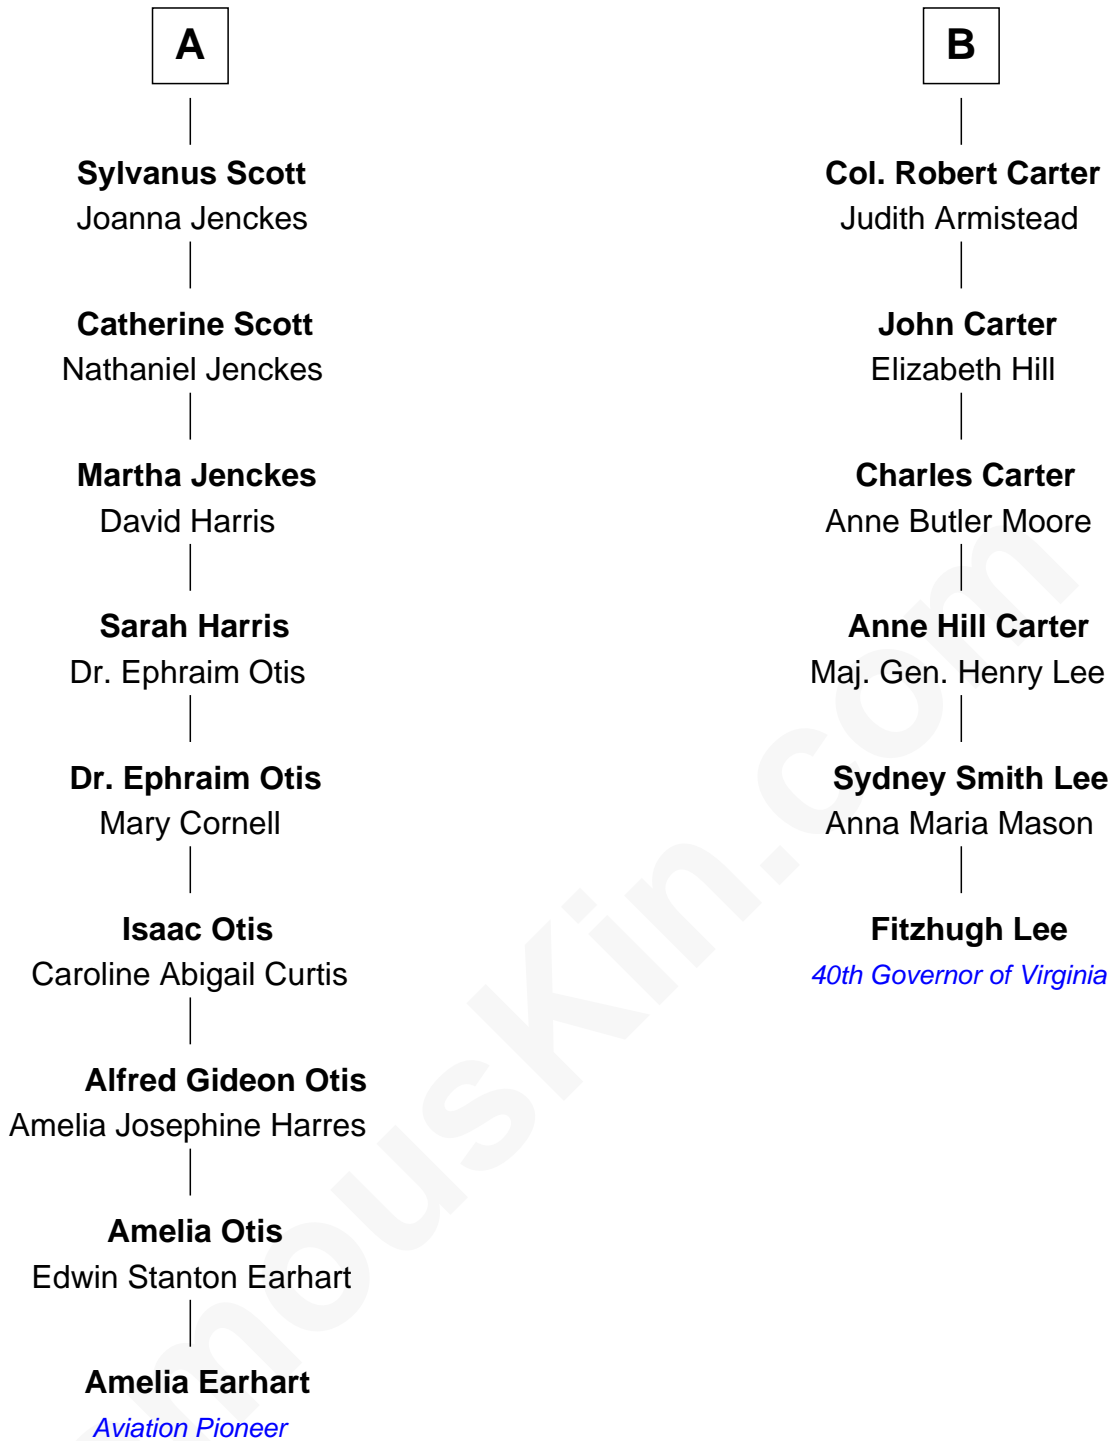 A
Sylvanus Scott
Joanna Jenckes
Catherine Scott
Nathaniel Jenckes
Martha Jenckes
David Harris
Sarah Harris
Dr. Ephraim Otis
Dr. Ephraim Otis
Mary Cornell
Isaac Otis
Caroline Abigail Curtis
Alfred Gideon Otis
Amelia Josephine Harres
Amelia Otis
Edwin Stanton Earhart
Amelia Earhart
Aviation Pioneer
B
Col. Robert Carter
Judith Armistead
John Carter
Elizabeth Hill
Charles Carter
Anne Butler Moore
Anne Hill Carter
Maj. Gen. Henry Lee
Sydney Smith Lee
Anna Maria Mason
Fitzhugh Lee
40th Governor of Virginia
mousKin.com